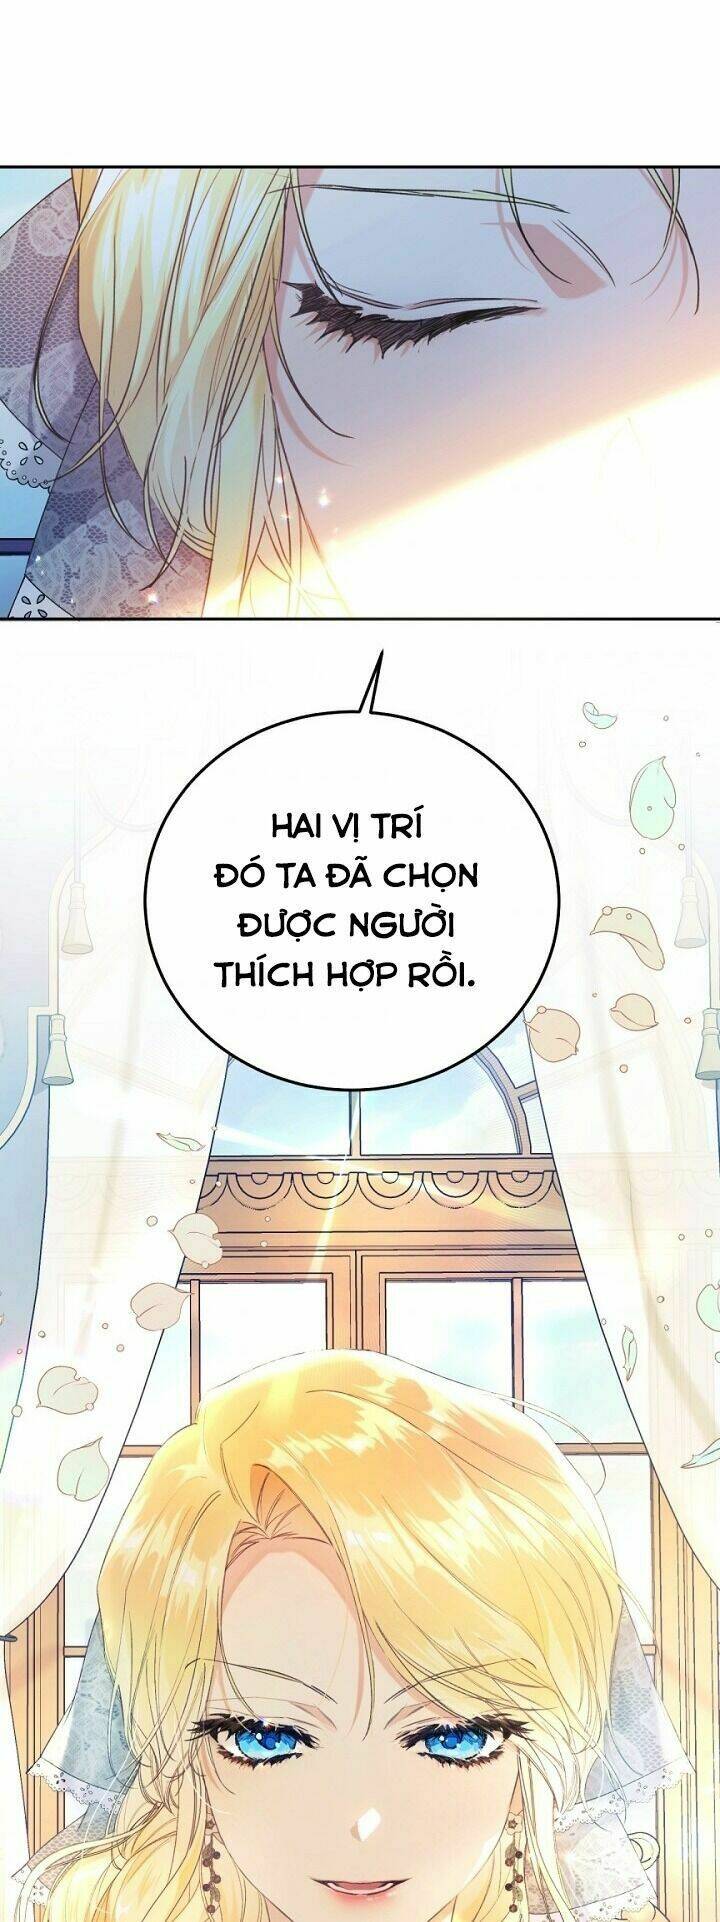 HAI VỊ TRÍ
ĐÓ TA ĐÃ CHỌN
ĐƯỢC NGƯỜI
THÍCH HỢP RỒI.